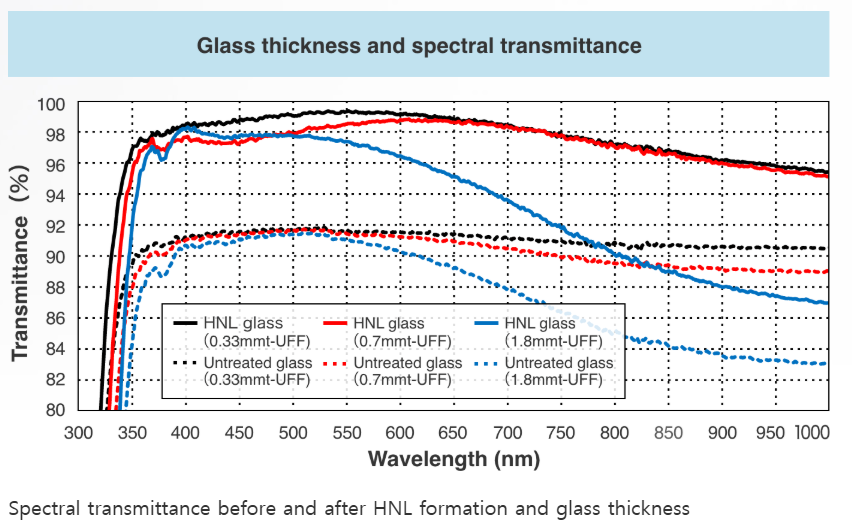 Glass thickness and spectral transmittance
Transmittance (%)
100
98
96
94
92
90
88
86
84
82
80
HNL glass
(0.33mmt-UFF)
HNL glass
(0.7mmt-UFF)
HNL glass
(1.8mmt-UFF)
Untreated glass
(0.33mmt-UFF)
Untreated glass
(0.7mmt-UFF)
Untreated glass
(1.8mmt-UFF)
300 350 400 450 500 550 600 650 700 750 800 850 900 950 1000
Wavelength (nm)
Spectral transmittance before and after HNL formation and glass thickness